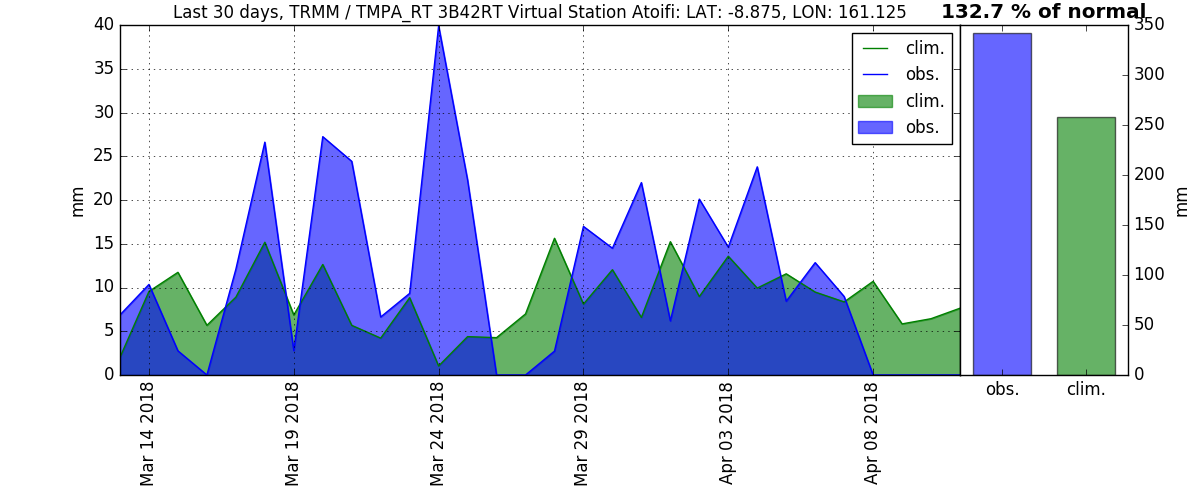 Last 30 days, TRMM / TMPA_RT 3B42RT Virtual Station Atoifi: LAT: -8.875, LON: 161.125
132.7 % of normal
40
35
30
25
20
15
10
5
0
mm
clim.
obs.
clim.
obs.
Mar 14 2018
Mar 19 2018
Mar 24 2018
Mar 29 2018
Apr 03 2018
Apr 08 2018
350
300
250
200
150
100
50
0
mm
obs.
clim.